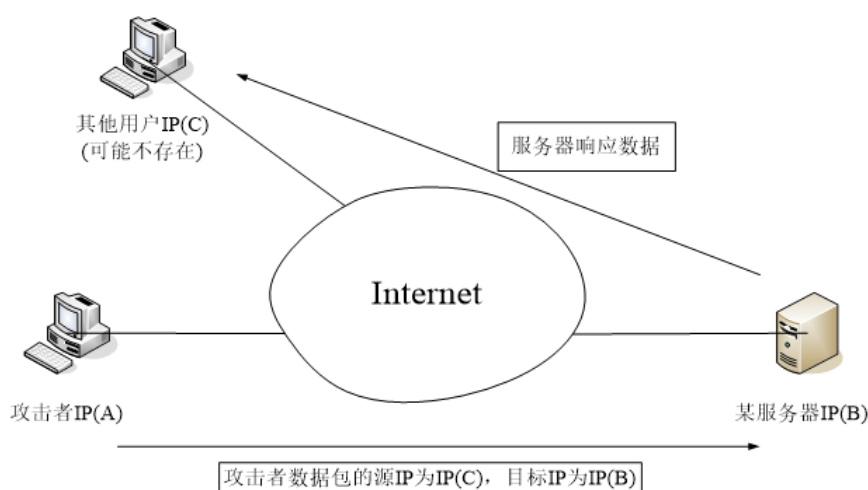 其他用户IP(C)
(可能不存在)
服务器响应数据
Internet
攻击者IP(A)
某服务器IP(B)
攻击者数据包的源IP为IP(C)，目标IP为IP(B)